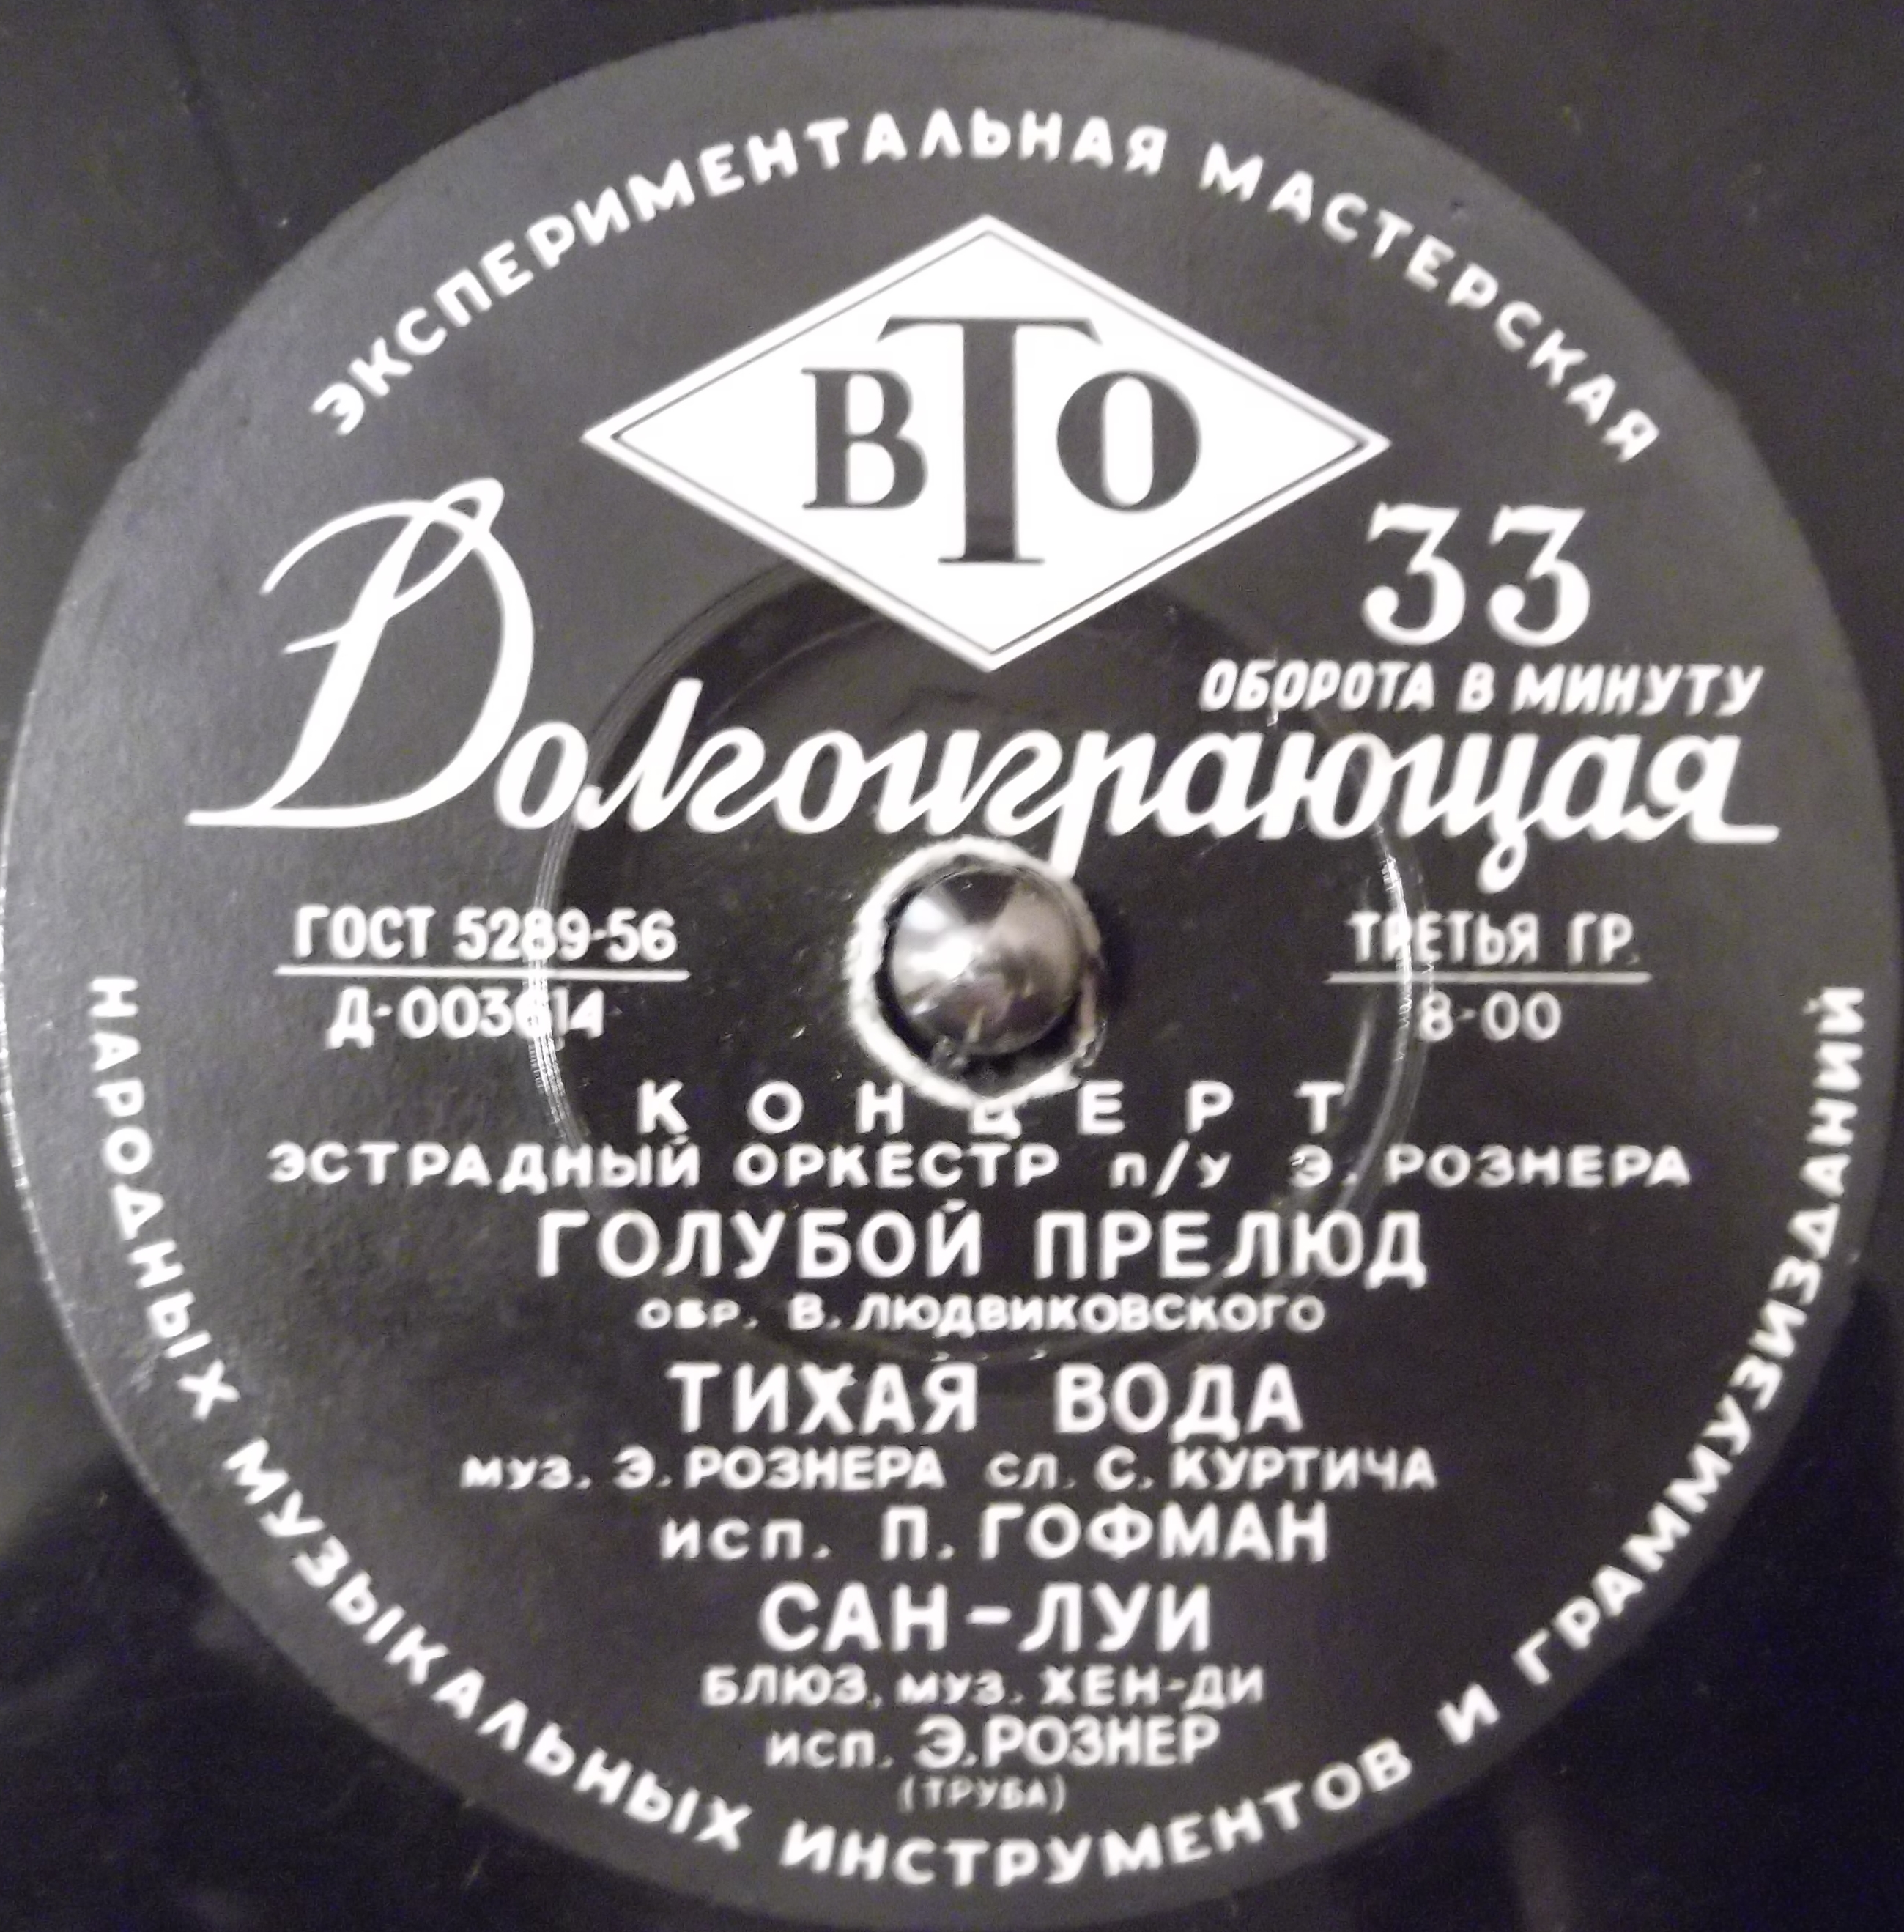 ЭКСПЕРИМЕНТАЛЬНАЯ МАСТЕРСКАЯ
ВТО
33
ОБОРОТА В МИНУТУ
Долгоиграющая
ГОСТ 5289-56
Д-003614
ТРЕТЬЯ ГР.
8-00
КОНЦЕРТ
ЭСТРАДНЫЙ ОРКЕСТР п/у Э. РОЗНЕРА
ГОЛУБОЙ ПРЕЛЮД
ОБР. В. ЛЮДВИКОВСКОГО
ТИХАЯ ВОДА
МУЗ. Э. РОЗНЕРА СЛ. С. КУРТИЧА
ИСП. П. ГОФМАН
САН-ЛУИ
БЛЮЗ, МУЗ. ХЕН-ДИ
ИСП. Э. РОЗНЕР
(ТРУБА)
НАРОДНЫХ МУЗЫКАЛЬНЫХ ИНСТРУМЕНТОВ И ГРАММУЗИЗДАНИЙ